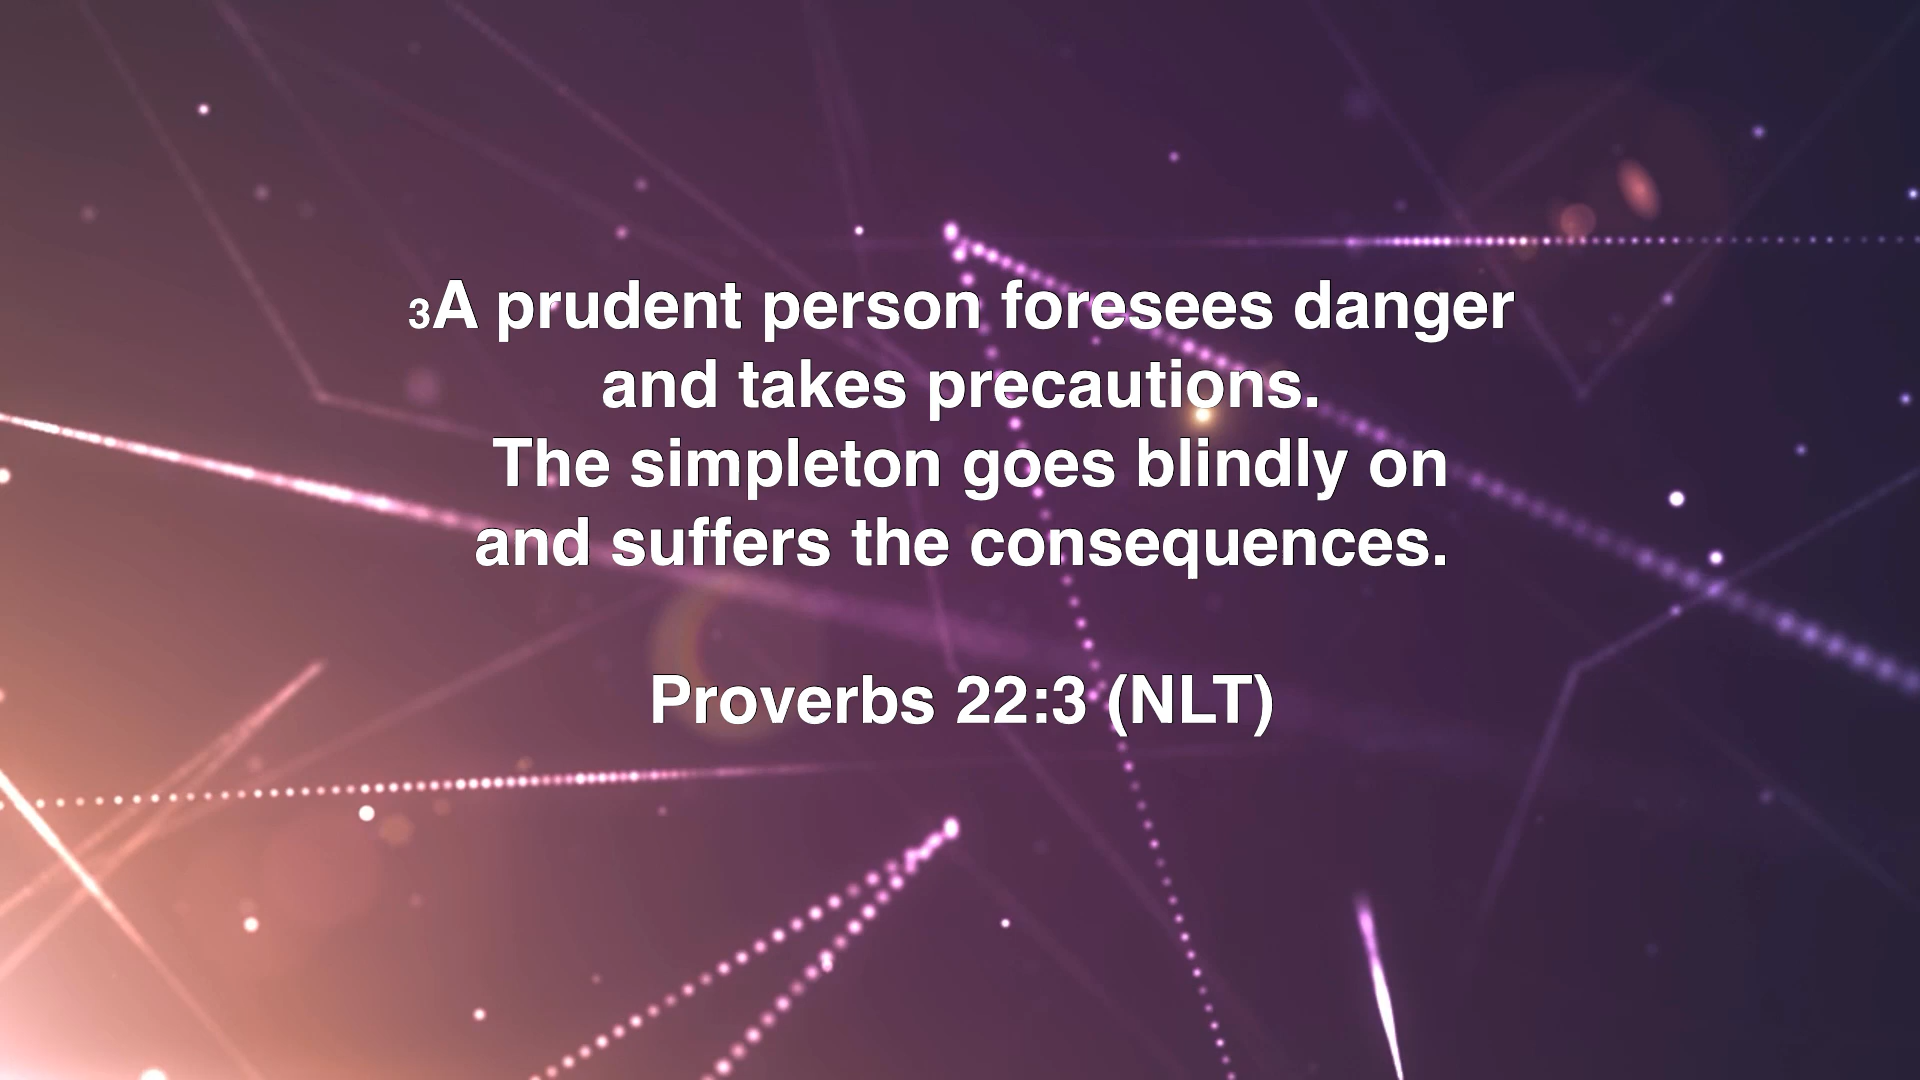 3A prudent person foresees danger
and takes precautions.
The simpleton goes blindly on
and suffers the consequences.
Proverbs 22:3 (NLT)